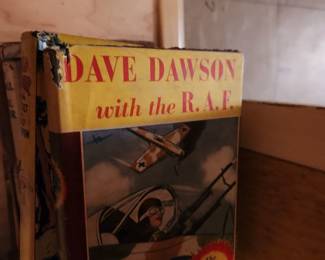 DAVE DAWSON
with the R.A.F.